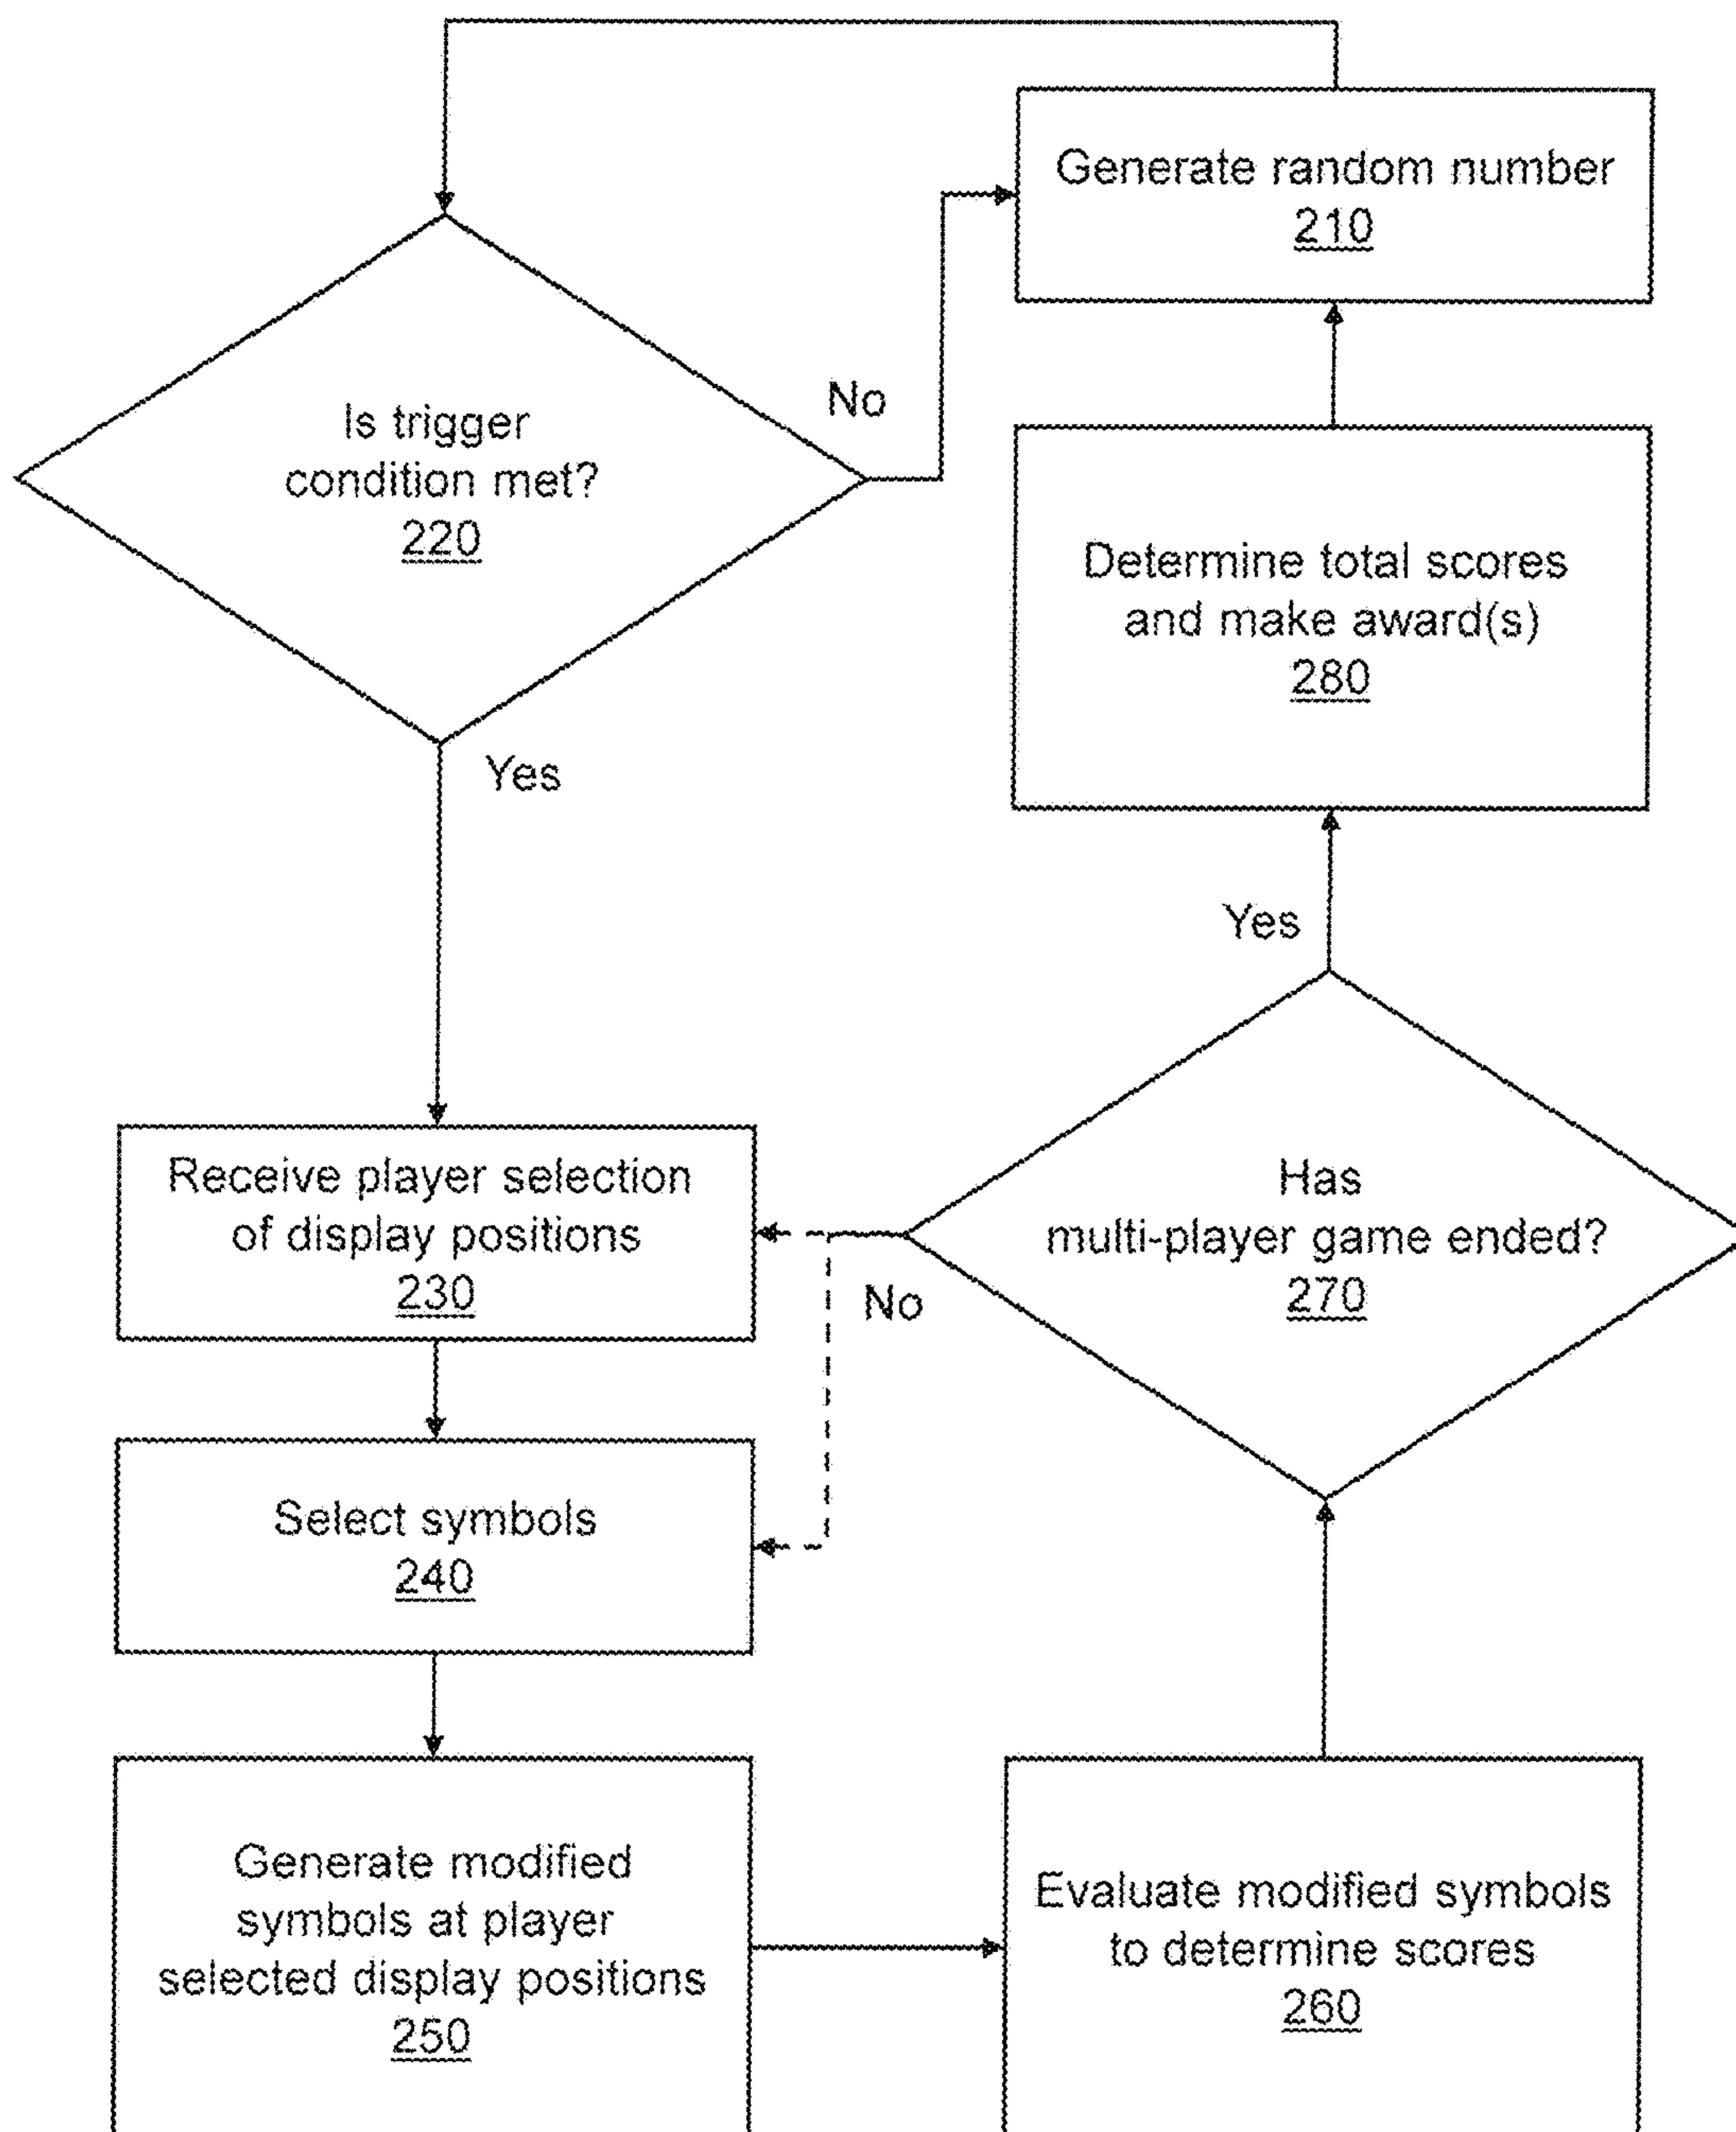 Generate random number
210
Is trigger
condition met?
220
No
Yes
Determine total scores
and make award(s)
280
Yes
Receive player selection
of display positions
230
No
Has
multi-player game ended?
270
Select symbols
240
Generate modified
symbols at player
selected display positions
250
Evaluate modified symbols
to determine scores
260